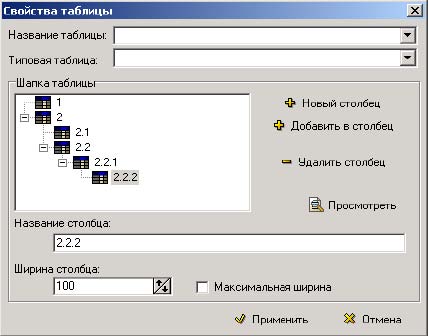 Свойства таблицы
Название таблицы:
Типовая таблица:
Шапка таблицы
1
2
2.1
2.2
2.2.1
2.2.2
Новый столбец
Добавить в столбец
Удалить столбец
Просмотреть
Название столбца:
2.2.2
Ширина столбца:
100
Максимальная ширина
Применить
Отмена